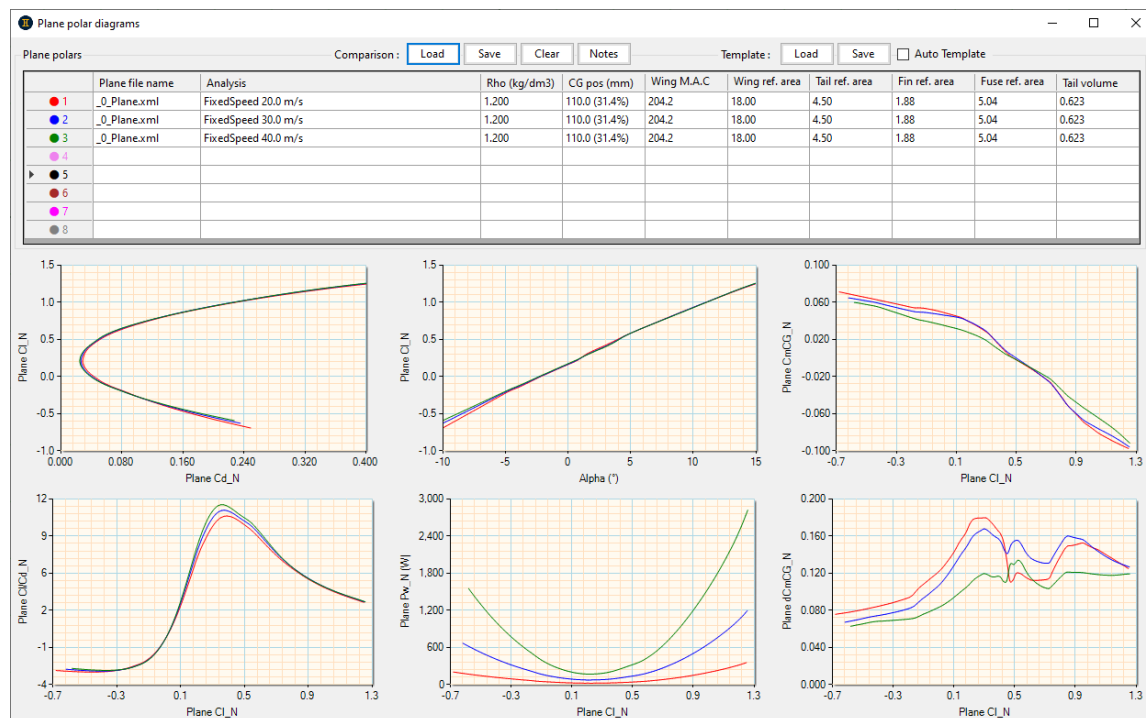 Plane polar diagrams
Plane polars Comparison : Load Save Clear Notes Template : Load Save Auto Template
Plane file name Analysis Rho (kg/dm3) CG pos (mm) Wing M.A.C Wing ref. area Tail ref. area Fin ref. area Fuse ref. area Tail volume
1 _0_Plane.xml FixedSpeed 20.0 m/s 1.200 110.0 (31.4%) 204.2 18.00 4.50 1.88 5.04 0.623
2 _0_Plane.xml FixedSpeed 30.0 m/s 1.200 110.0 (31.4%) 204.2 18.00 4.50 1.88 5.04 0.623
3 _0_Plane.xml FixedSpeed 40.0 m/s 1.200 110.0 (31.4%) 204.2 18.00 4.50 1.88 5.04 0.623
4
5
6
7
8
1.5
1.0
0.5
0.0
-0.5
-1.0
0.000 0.080 0.160 0.240 0.320 0.400
Plane Cl_N
Plane Cd_N
1.5
1.0
0.5
0.0
-0.5
-1.0
-10 -5 0 5 10 15
Plane Cl_N
Alpha (°)
0.100
0.060
0.020
-0.020
-0.060
-0.100
-0.7 -0.3 0.1 0.5 0.9 1.3
Plane CmCG_N
Plane Cl_N
12
9
6
2
-1
-4
-0.7 -0.3 0.1 0.5 0.9 1.3
Plane Cl/Cd_N
Plane Cl_N
3,000
2,400
1,800
1,200
600
0
-0.7 -0.3 0.1 0.5 0.9 1.3
Plane Pw_N [W]
Plane Cl_N
0.200
0.160
0.120
0.080
0.040
0.000
-0.7 -0.3 0.1 0.5 0.9 1.3
Plane dCmCG_N
Plane Cl_N